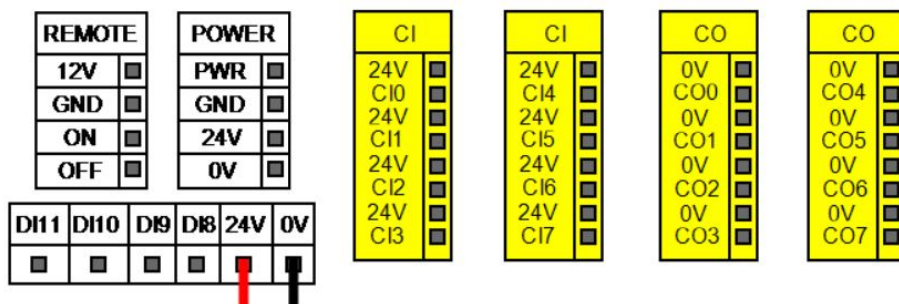 REMOTE
12V
GND
ON
OFF
POWER
PWR
GND
24V
0V
DI11 DI10 DI9 DI8 24V 0V
CI
24V
CI0
24V
CI1
24V
CI2
24V
CI3
CI
24V
CI4
24V
CI5
24V
CI6
24V
CI7
CO
0V
CO0
0V
CO1
0V
CO2
0V
CO3
CO
0V
CO4
0V
CO5
0V
CO6
0V
CO7